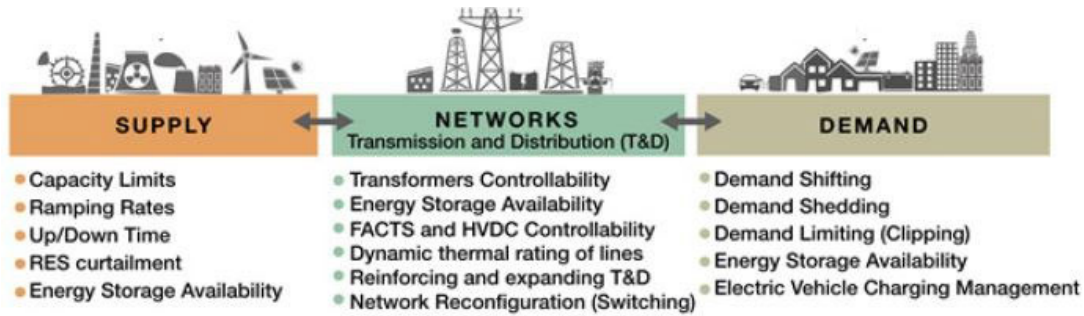 SUPPLY
Capacity Limits
Ramping Rates
Up/Down Time
RES curtailment
Energy Storage Availability
NETWORKS
Transmission and Distribution (T&D)
Transformers Controllability
Energy Storage Availability
FACTS and HVDC Controllability
Dynamic thermal rating of lines
Reinforcing and expanding T&D
Network Reconfiguration (Switching)
DEMAND
Demand Shifting
Demand Shedding
Demand Limiting (Clipping)
Energy Storage Availability
Electric Vehicle Charging Management